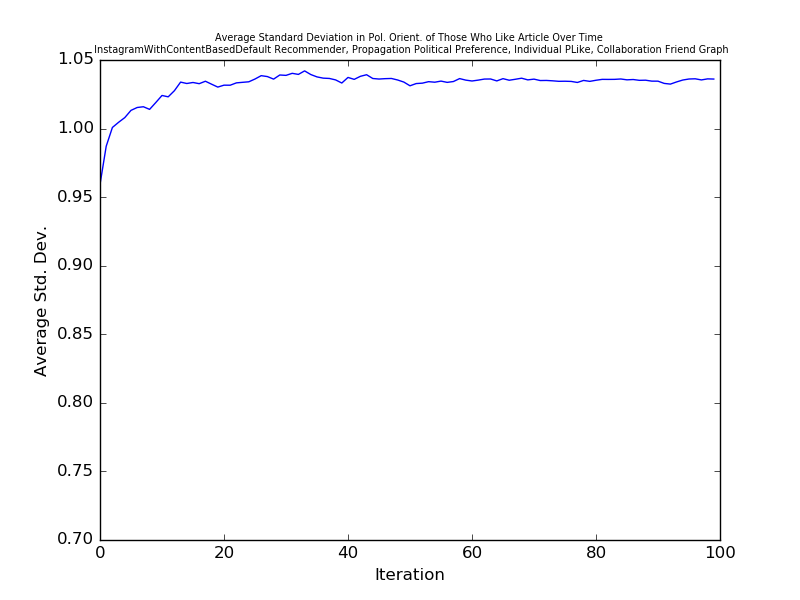 Average Standard Deviation in Pol. Orient. of Those Who Like Article Over Time
InstagramWithContentBasedDefault Recommender, Propagation Political Preference, Individual PLike, Collaboration Friend Graph
1.05
1.00
0.95
0.90
0.85
0.80
0.75
0.70
Average Std. Dev.
0 20 40 60 80 100
Iteration